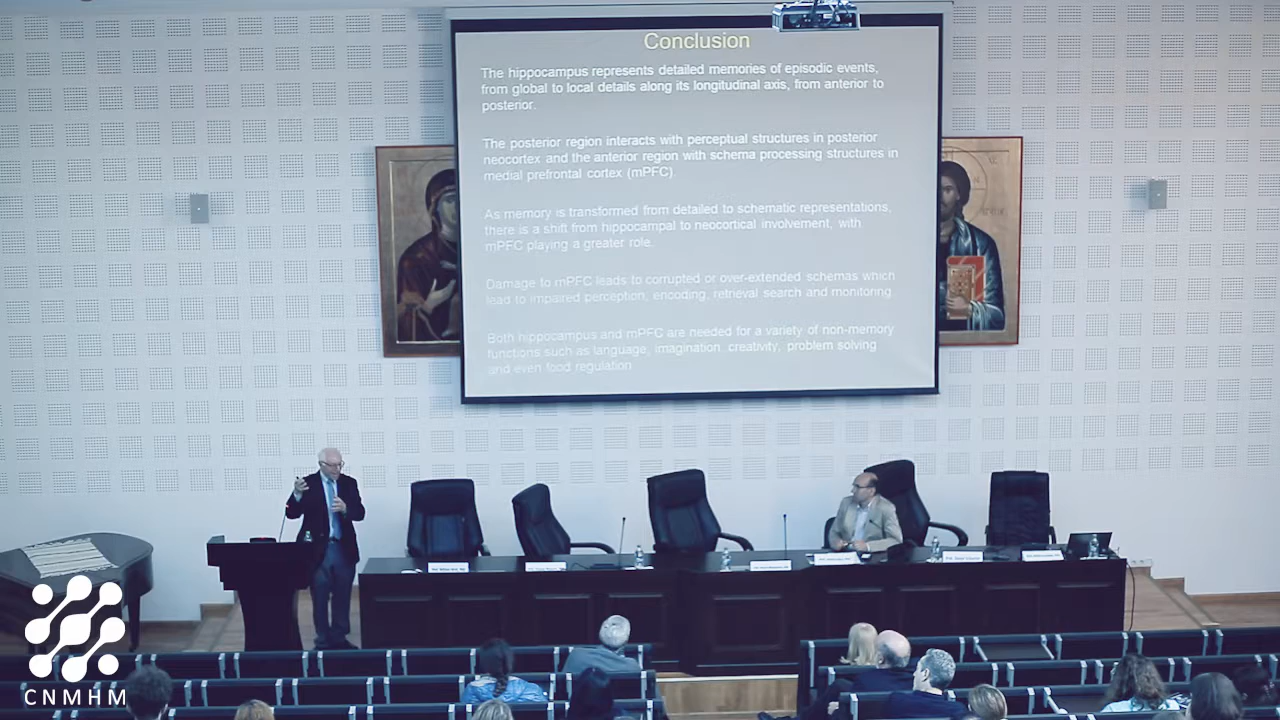 Conclusion
The hippocampus represents detailed memories of episodic events,
from global to local details along its longitudinal axis, from anterior to
posterior.
The posterior region interacts with perceptual structures in posterior
neocortex and the anterior region with schema processing structures in
medial prefrontal cortex (mPFC)
As memory is transformed from detailed to schematic representations,
there is a shift from hippocampal to neocortical involvement, with
mPFC playing a greater role.
Damage to mPFC leads to corrupted or over-extended schemas which
lead to impaired perception, encoding, retrieval search and monitoring
Both hippocampus and mPFC are needed for a variety of non-memory
functions such as language, imagination, creativity, problem solving
and even food regulation
CNMHM